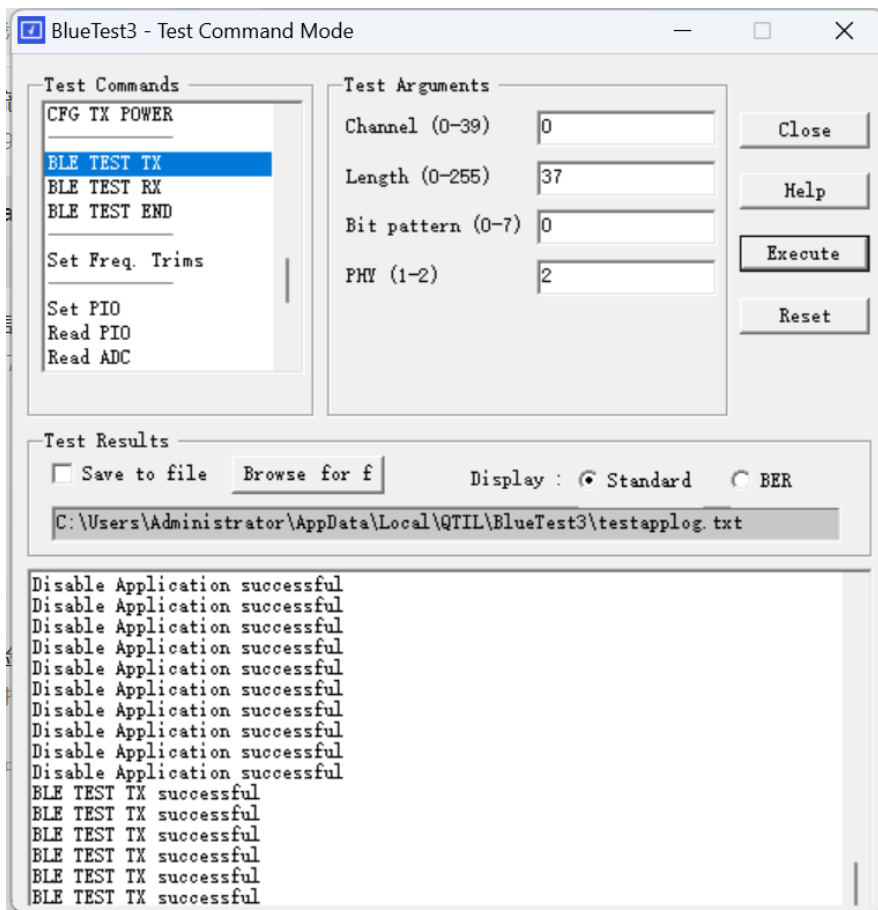 BlueTest3 - Test Command Mode
Test Commands
CFG TX POWER
BLE TEST TX
BLE TEST RX
BLE TEST END
Set Freq. Trims
Set PIO
Read PIO
Read ADC
Test Arguments
Channel (0-39) 0
Length (0-255) 37
Bit pattern (0-7) 0
PHY (1-2) 2
Close
Help
Execute
Reset
Test Results
Save to file Browse for f Display : Standard BER
C:\Users\Administrator\AppData\Local\QTIL\BlueTest3\testapplog.txt
Disable Application successful
Disable Application successful
Disable Application successful
Disable Application successful
Disable Application successful
Disable Application successful
Disable Application successful
Disable Application successful
Disable Application successful
Disable Application successful
BLE TEST TX successful
BLE TEST TX successful
BLE TEST TX successful
BLE TEST TX successful
BLE TEST TX successful
BLE TEST TX successful